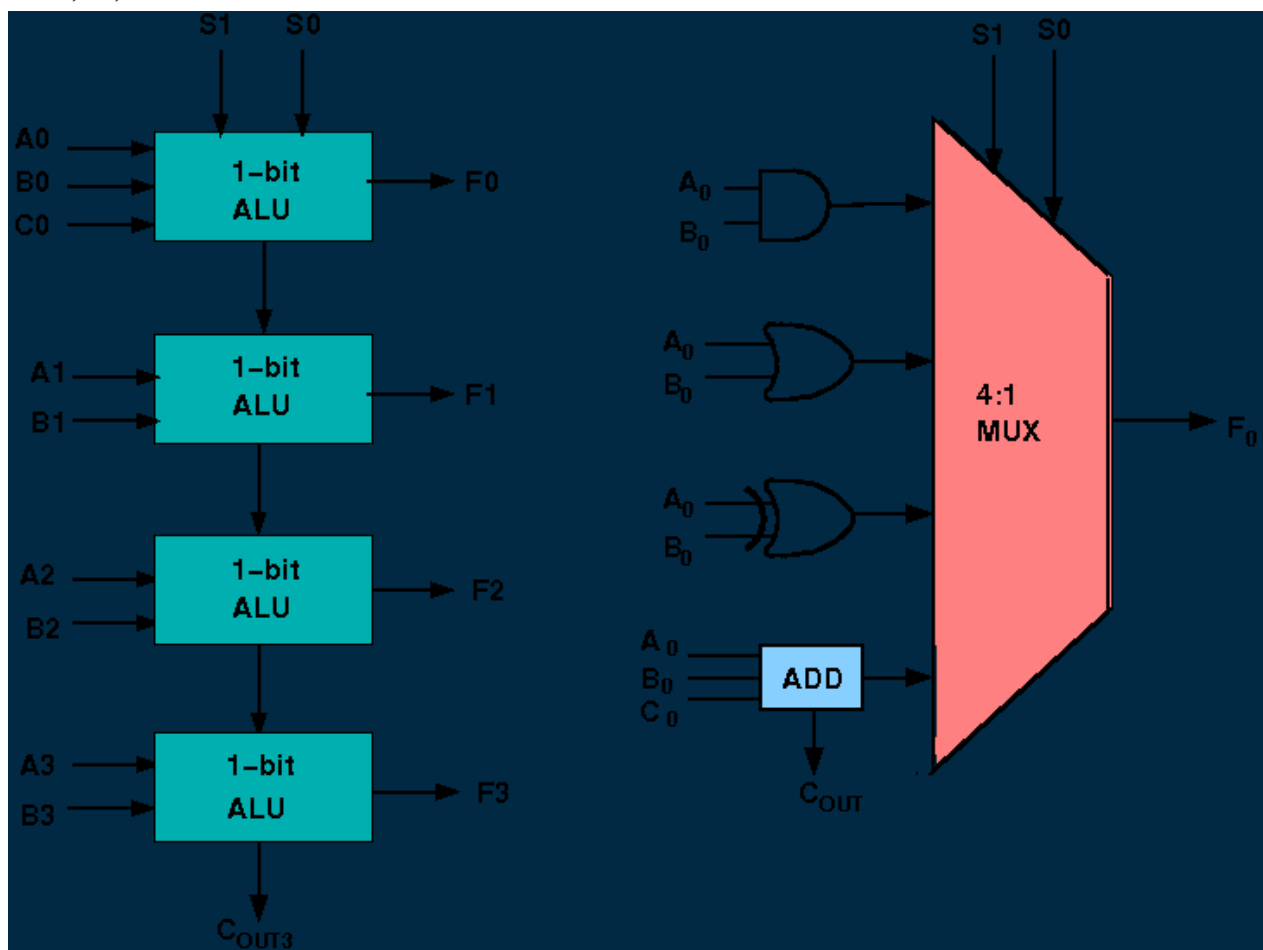 S1 S0
A0
B0
C0
1-bit
ALU
F0
A1
B1
1-bit
ALU
F1
A2
B2
1-bit
ALU
F2
A3
B3
1-bit
ALU
F3
COUT3
S1 S0
A0
B0
A0
B0
A0
B0
A0
B0
C0
ADD
COUT
4:1
MUX
F0